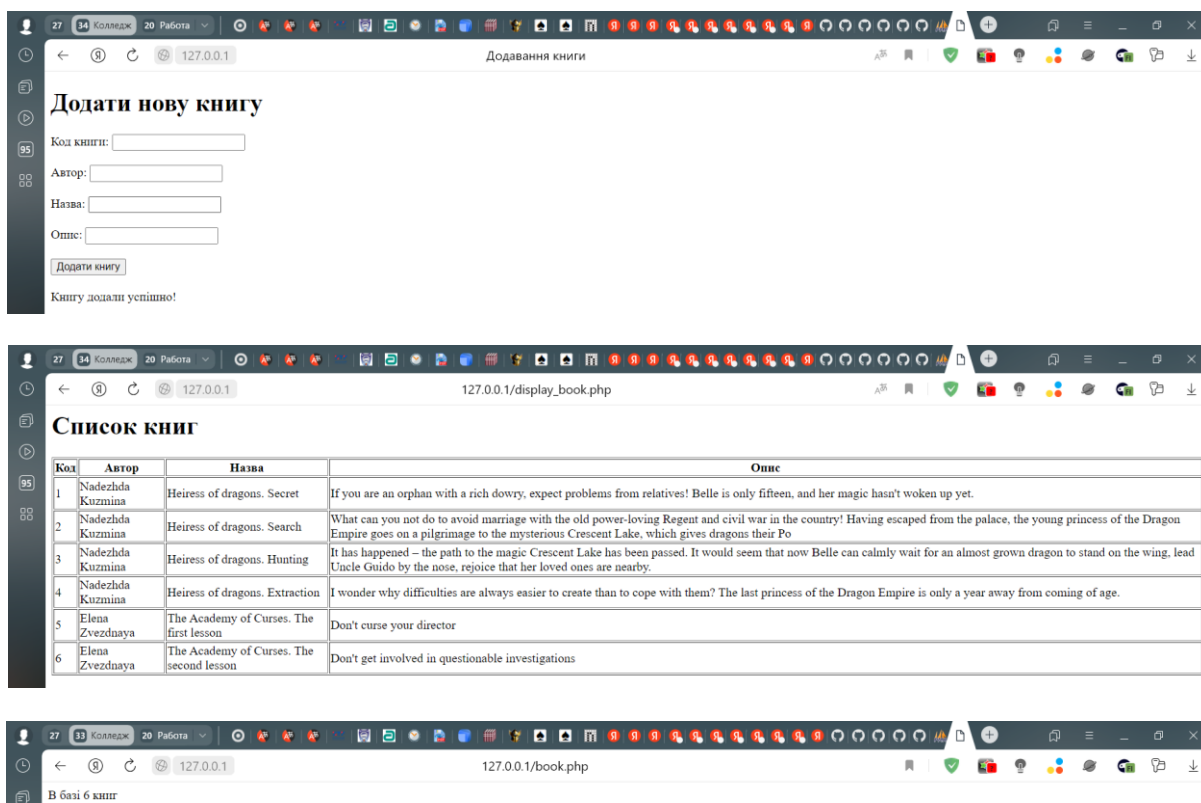 27 34 Колледж 20 Работа
127.0.0.1 Додавання книги
95
Додати нову книгу
Код книги:
Автор:
Назва:
Опис:
Додати книгу
Книгу додали успішно!
27 34 Колледж 20 Работа
127.0.0.1 127.0.0.1/display_book.php
95
Список книг
Код Автор Назва Опис
1 Nadezhda Kuzmina Heiress of dragons. Secret If you are an orphan with a rich dowry, expect problems from relatives! Belle is only fifteen, and her magic hasn't woken up yet.
2 Nadezhda Kuzmina Heiress of dragons. Search What can you not do to avoid marriage with the old power-loving Regent and civil war in the country! Having escaped from the palace, the young princess of the Dragon
Empire goes on a pilgrimage to the mysterious Crescent Lake, which gives dragons their Po
3 Nadezhda Kuzmina Heiress of dragons. Hunting It has happened – the path to the magic Crescent Lake has been passed. It would seem that now Belle can calmly wait for an almost grown dragon to stand on the wing, lead
Uncle Guido by the nose, rejoice that her loved ones are nearby.
4 Nadezhda Kuzmina Heiress of dragons. Extraction I wonder why difficulties are always easier to create than to cope with them? The last princess of the Dragon Empire is only a year away from coming of age.
5 Elena Zvezdnaya The Academy of Curses. The first lesson Don't curse your director
6 Elena Zvezdnaya The Academy of Curses. The second lesson Don't get involved in questionable investigations
27 33 Колледж 20 Работа
127.0.0.1 127.0.0.1/book.php
В базі 6 книг